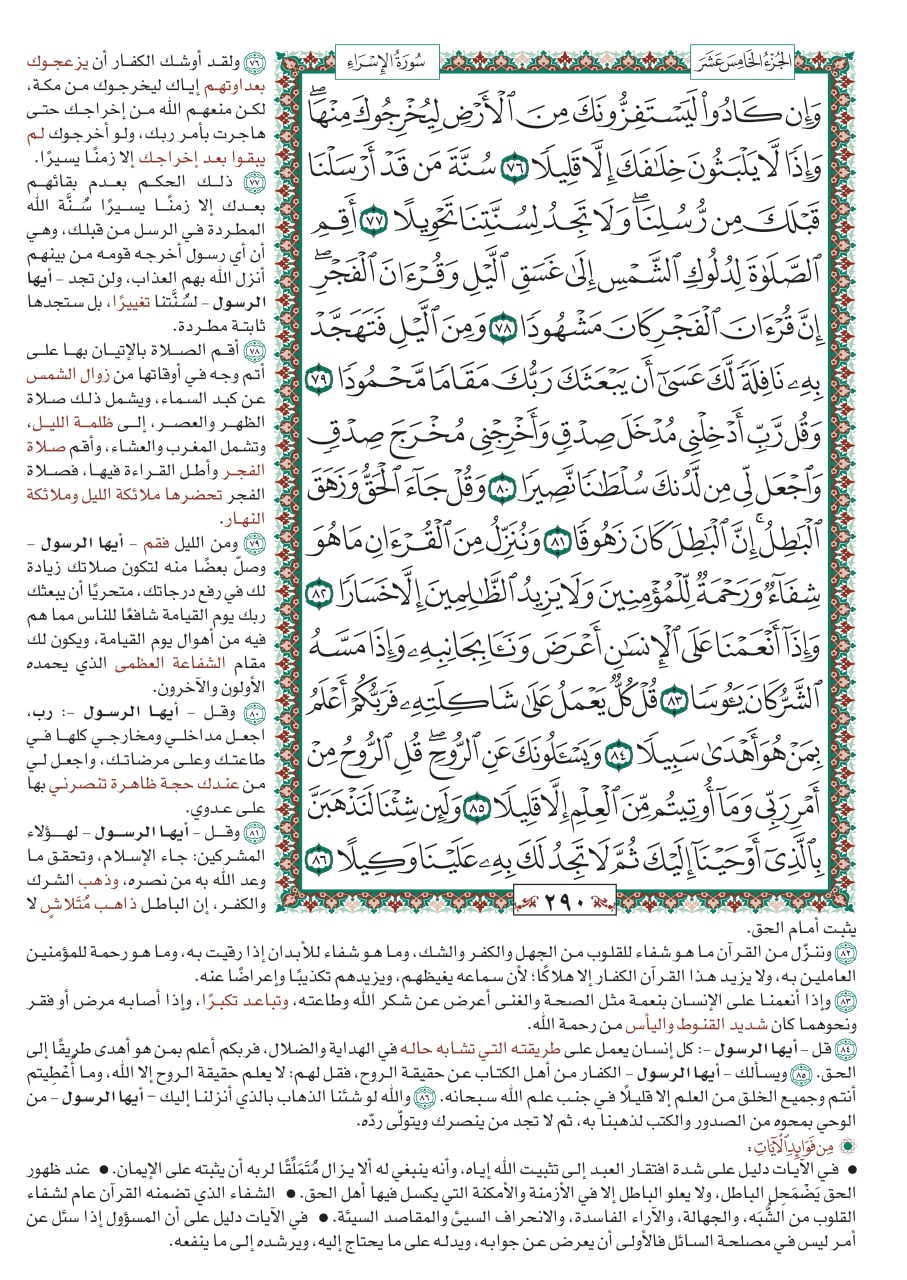 الجزء الخامس عشر
سورة الإسراء
وَإِن كَادُوا۟ لَيَسْتَفِزُّونَكَ مِنَ ٱلْأَرْضِ لِيُخْرِجُوكَ مِنْهَا ۖ
وَإِذًا لَّا يَلْبَثُونَ خِلَـٰفَكَ إِلَّا قَلِيلًا ٧٦ سُنَّةَ مَن قَدْ أَرْسَلْنَا
قَبْلَكَ مِن رُّسُلِنَا ۖ وَلَا تَجِدُ لِسُنَّتِنَا تَحْوِيلًا ٧٧ أَقِمِ
ٱلصَّلَوٰةَ لِدُلُوكِ ٱلشَّمْسِ إِلَىٰ غَسَقِ ٱلَّيْلِ وَقُرْءَانَ ٱلْفَجْرِ ۖ
إِنَّ قُرْءَانَ ٱلْفَجْرِ كَانَ مَشْهُودًا ٧٨ وَمِنَ ٱلَّيْلِ فَتَهَجَّدْ
بِهِۦ نَافِلَةً لَّكَ عَسَىٰٓ أَن يَبْعَثَكَ رَبُّكَ مَقَامًا مَّحْمُودًا ٧٩
وَقُل رَّبِّ أَدْخِلْنِى مُدْخَلَ صِدْقٍ وَأَخْرِجْنِى مُخْرَجَ صِدْقٍ
وَٱجْعَل لِّى مِن لَّدُنكَ سُلْطَـٰنًا نَّصِيرًا ٨٠ وَقُلْ جَآءَ ٱلْحَقُّ وَزَهَقَ
ٱلْبَـٰطِلُ ۚ إِنَّ ٱلْبَـٰطِلَ كَانَ زَهُوقًا ٨١ وَنُنَزِّلُ مِنَ ٱلْقُرْءَانِ مَا هُوَ
شِفَآءٌ وَرَحْمَةٌ لِّلْمُؤْمِنِينَ وَلَا يَزِيدُ ٱلظَّـٰلِمِينَ إِلَّا خَسَارًا ٨٢
وَإِذَآ أَنْعَمْنَا عَلَى ٱلْإِنسَـٰنِ أَعْرَضَ وَنَـَٔا بِجَانِبِهِۦ وَإِذَا مَسَّهُ
ٱلشَّرُّ كَانَ يَـُٔوسًا ٨٣ قُلْ كُلٌّ يَعْمَلُ عَلَىٰ شَاكِلَتِهِۦ فَرَبُّكُمْ أَعْلَمُ
بِمَنْ هُوَ أَهْدَىٰ سَبِيلًا ٨٤ وَيَسْـَٔلُونَكَ عَنِ ٱلرُّوحِ ۖ قُلِ ٱلرُّوحُ مِنْ
أَمْرِ رَبِّى وَمَآ أُوتِيتُم مِّنَ ٱلْعِلْمِ إِلَّا قَلِيلًا ٨٥ وَلَئِن شِئْنَا لَنَذْهَبَنَّ
بِٱلَّذِىٓ أَوْحَيْنَآ إِلَيْكَ ثُمَّ لَا تَجِدُ لَكَ بِهِۦ عَلَيْنَا وَكِيلًا ٨٦
٢٩٠
٧٦ ولقد أوشك الكفار أن يزعجوك
بعداوتهم إياك ليخرجوك من مكة،
لكن منعهم الله من إخراجك حتى
هاجرت بأمر ربك، ولو أخرجوك لم
يبقوا بعد إخراجك إلا زمنًا يسيرًا.
٧٧ ذلك الحكم بعدم بقائهم
بعدك إلا زمنًا يسيرًا سُنَّة الله
المطردة في الرسل من قبلك، وهي
أن أي رسول أخرجه قومه من بينهم
أنزل الله بهم العذاب، ولن تجد - أيها
الرسول - لسُنَّتنا تغييرًا، بل ستجدها
ثابتة مطردة.
٧٨ أقم الصلاة بالإتيان بها على
أتم وجه في أوقاتها من زوال الشمس
عن كبد السماء، ويشمل ذلك صلاة
الظهر والعصر، إلى ظلمة الليل،
وتشمل المغرب والعشاء، وأقم صلاة
الفجر وأطل القراءة فيها، فصلاة
الفجر تحضرها ملائكة الليل وملائكة
النهار.
٧٩ ومن الليل فقم - أيها الرسول -
وصلّ بعضًا منه لتكون صلاتك زيادة
لك في رفع درجاتك، متحريًا أن يبعثك
ربك يوم القيامة شافعًا للناس مما هم
فيه من أهوال يوم القيامة، ويكون لك
مقام الشفاعة العظمى الذي يحمده
الأولون والآخرون.
٨٠ وقل - أيها الرسول -: رب،
اجعل مداخلي ومخارجي كلها في
طاعتك وعلى مرضاتك، واجعل لي
من عندك حجة ظاهرة تنصرني بها
على عدوي.
٨١ وقل - أيها الرسول - لهؤلاء
المشركين: جاء الإسلام، وتحقق ما
وعد الله به من نصره، وذهب الشرك
والكفر، إن الباطل ذاهب مُتَلاشٍ لا
يثبت أمام الحق.
٨٢ وننزّل من القرآن ما هو شفاء للقلوب من الجهل والكفر والشك، وما هو شفاء للأبدان إذا رقيت به، وما هو رحمة للمؤمنين
العاملين به، ولا يزيد هذا القرآن الكفار إلا هلاكًا؛ لأن سماعه يغيظهم، ويزيدهم تكذيبًا وإعراضًا عنه.
٨٣ وإذا أنعمنا على الإنسان بنعمة مثل الصحة والغنى أعرض عن شكر الله وطاعته، وتباعد تكبرًا، وإذا أصابه مرض أو فقر
ونحوهما كان شديد القنوط واليأس من رحمة الله.
٨٤ قل - أيها الرسول -: كل إنسان يعمل على طريقته التي تشابه حاله في الهداية والضلال، فربكم أعلم بمن هو أهدى طريقًا إلى
الحق. ٨٥ ويسألك - أيها الرسول - الكفار من أهل الكتاب عن حقيقة الروح، فقل لهم: لا يعلم حقيقة الروح إلا الله، وما أُعْطِيتم
أنتم وجميع الخلق من العلم إلا قليلًا في جنب علم الله سبحانه. ٨٦ والله لو شئنا الذهاب بالذي أنزلنا إليك - أيها الرسول - من
الوحي بمحوه من الصدور والكتب لذهبنا به، ثم لا تجد من ينصرك ويتولّى ردّه.
من فوائد الآيات:
• في الآيات دليل على شدة افتقار العبد إلى تثبيت الله إياه، وأنه ينبغي له ألا يزال مُتَمَلِّقًا لربه أن يثبته على الإيمان. • عند ظهور
الحق يَضْمَحِل الباطل، ولا يعلو الباطل إلا في الأزمنة والأمكنة التي يكسل فيها أهل الحق. • الشفاء الذي تضمنه القرآن عام لشفاء
القلوب من الشُّبَه، والجهالة، والآراء الفاسدة، والانحراف السيئ والمقاصد السيئة. • في الآيات دليل على أن المسؤول إذا سئل عن
أمر ليس في مصلحة السائل فالأولى أن يعرض عن جوابه، ويدله على ما يحتاج إليه، ويرشده إلى ما ينفعه.